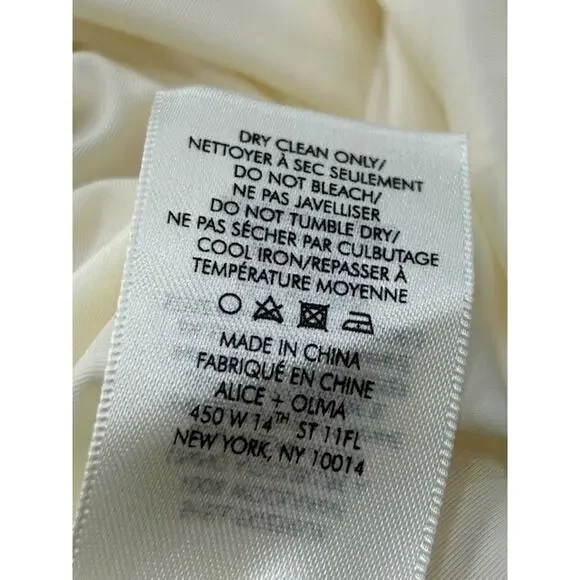 DRY CLEAN ONLY/
NETTOYER À SEC SEULEMENT
DO NOT BLEACH/
NE PAS JAVELLISER
DO NOT TUMBLE DRY/
NE PAS SÉCHER PAR CULBUTAGE
COOL IRON/REPASSER À
TEMPÉRATURE MOYENNE
MADE IN CHINA
FABRIQUÉ EN CHINE
ALICE + OLIVIA
450 W 14TH ST 11FL
NEW YORK, NY 10014